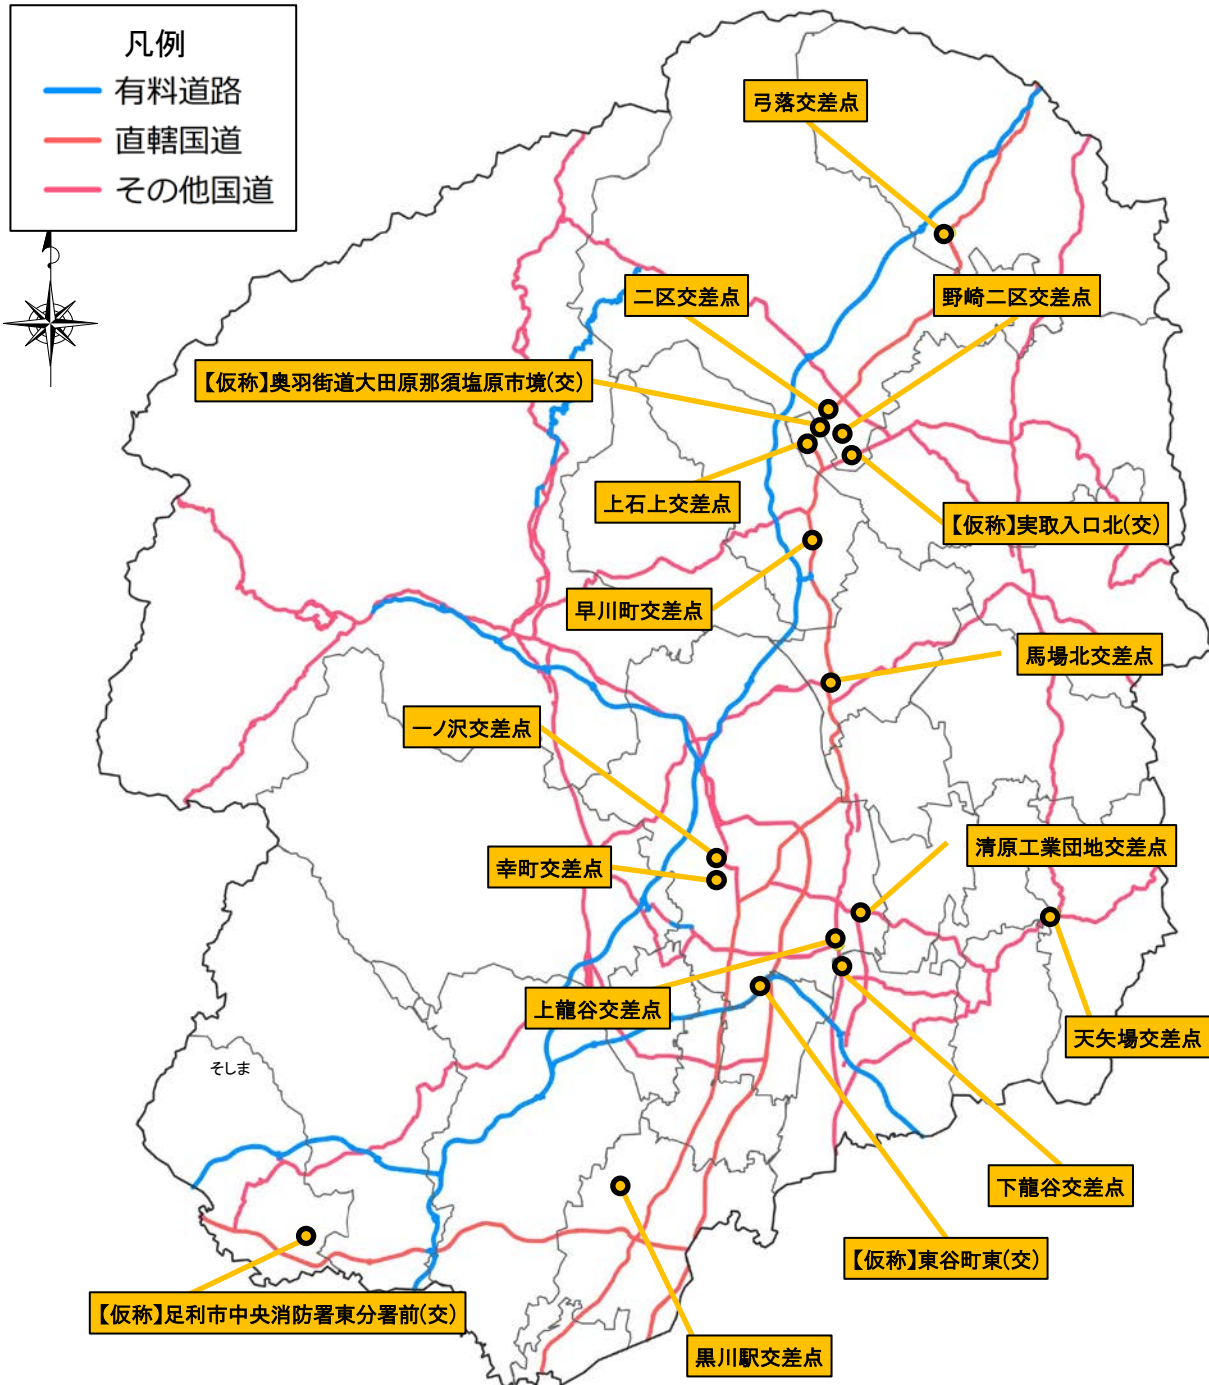 凡例
有料道路
直轄国道
その他国道
弓落交差点
二区交差点
野崎二区交差点
【仮称】奥羽街道大田原那須塩原市境(交)
上石上交差点
【仮称】実取入口北(交)
早川町交差点
馬場北交差点
一ノ沢交差点
清原工業団地交差点
幸町交差点
上龍谷交差点
天矢場交差点
そしま
下龍谷交差点
【仮称】東谷町東(交)
【仮称】足利市中央消防署東分署前(交)
黒川駅交差点